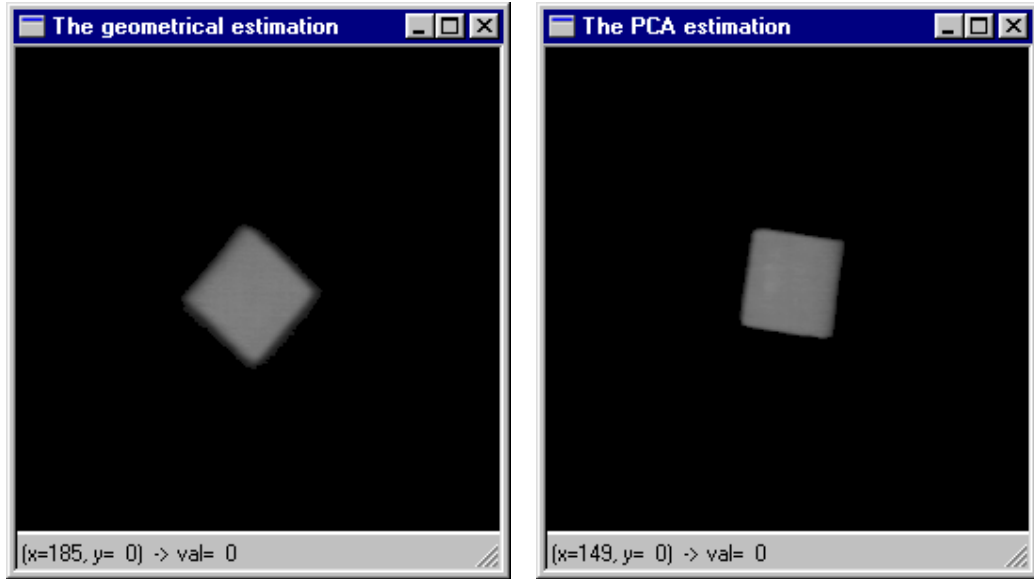 The geometrical estimation
The PCA estimation
(x=185, y= 0) -> val= 0
(x=149, y= 0) -> val= 0